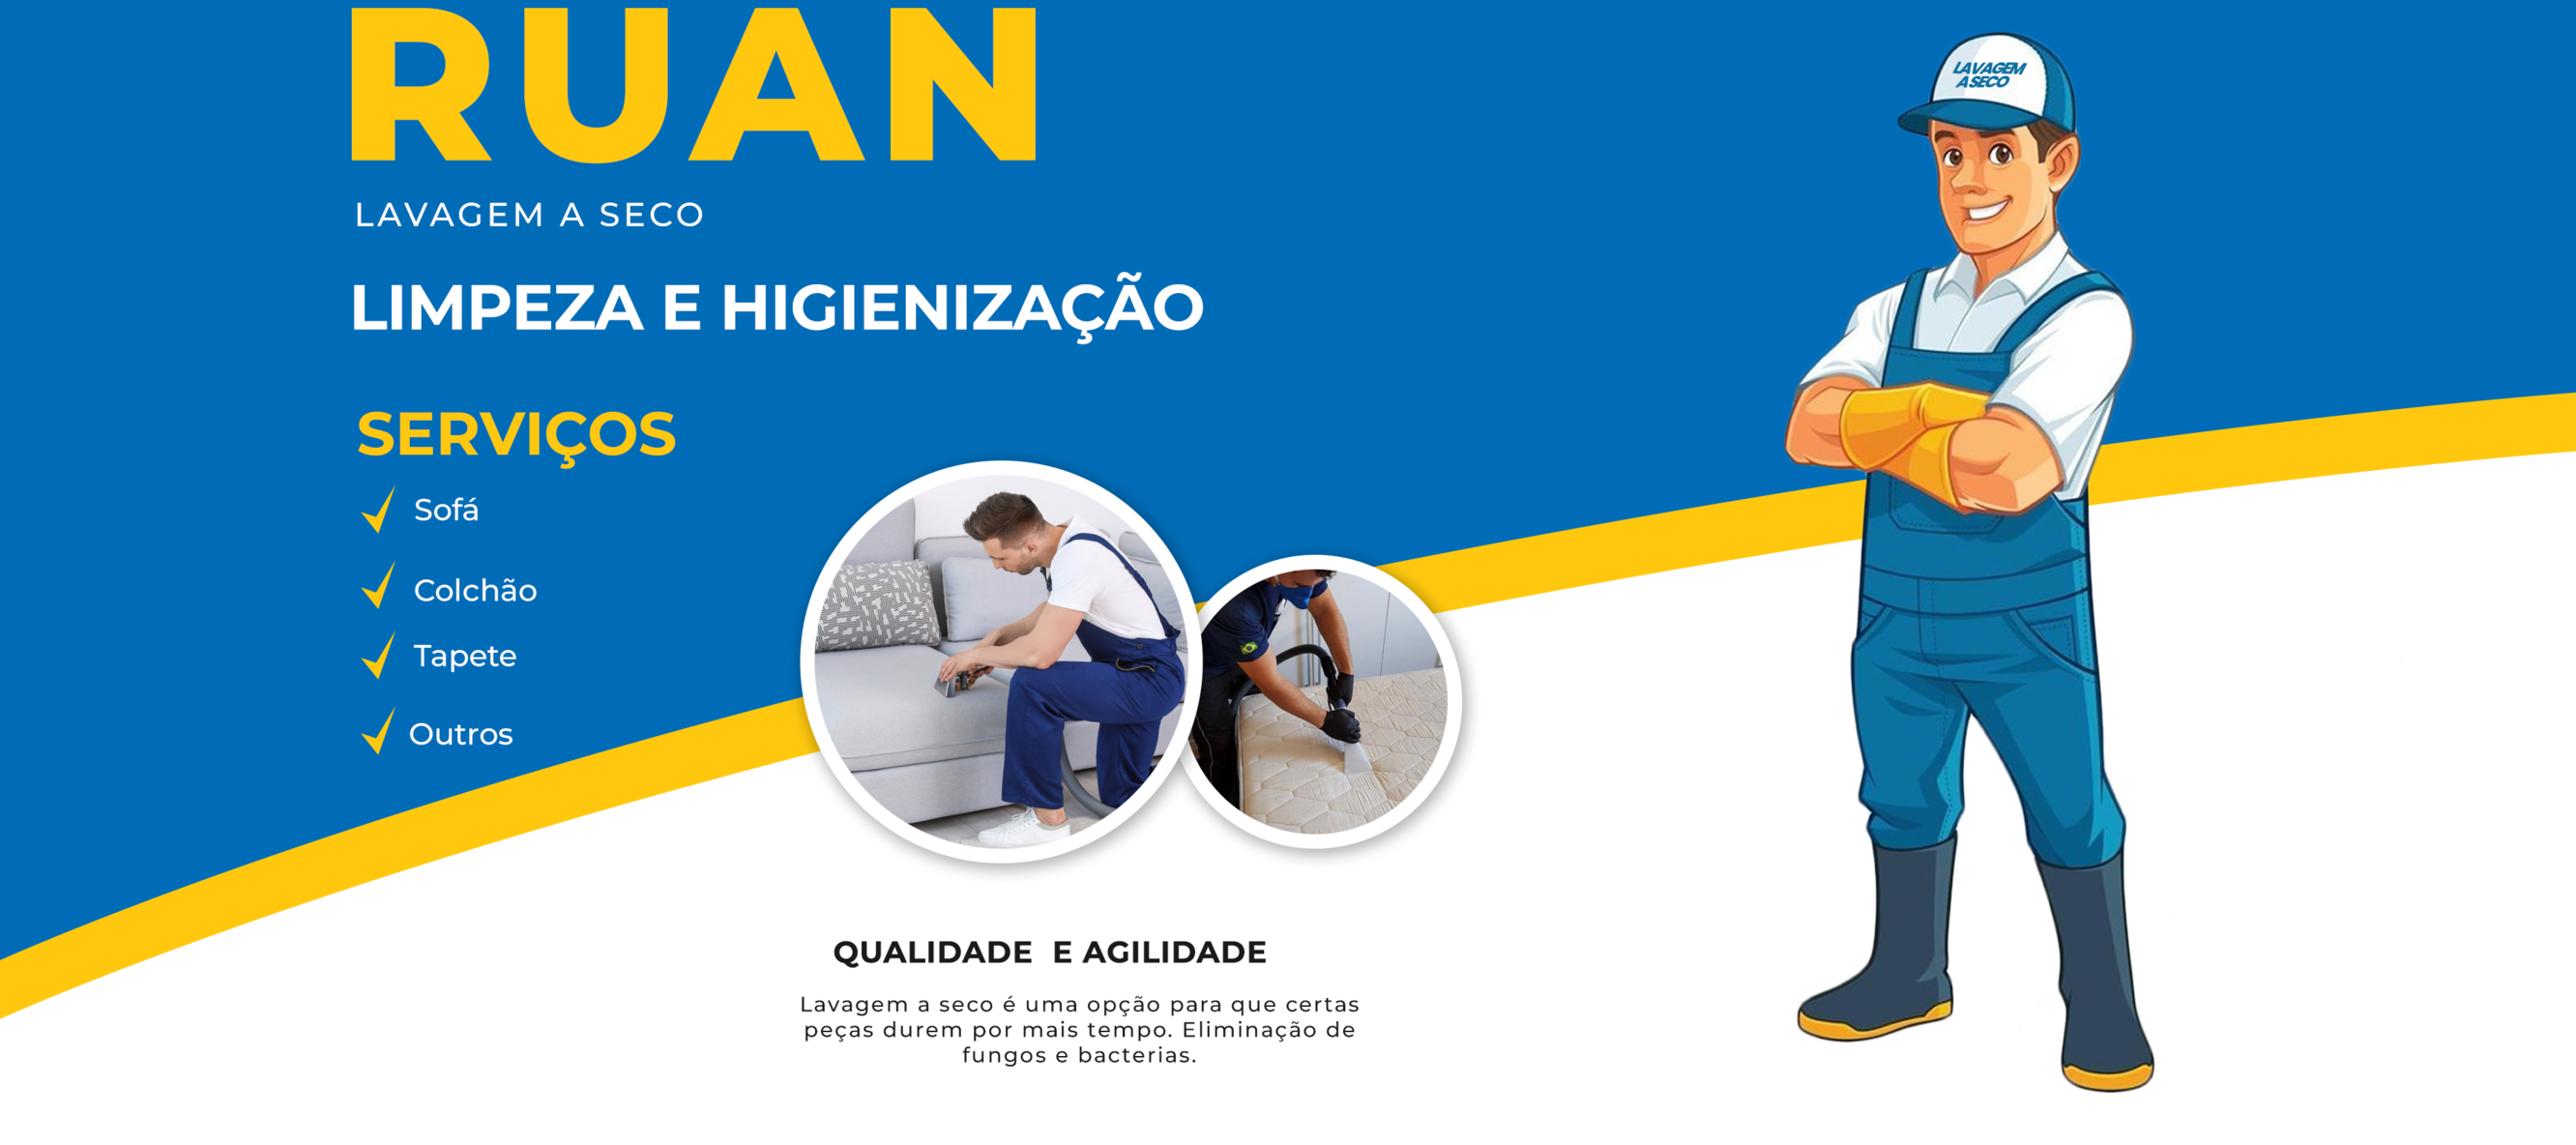 RUAN
LAVAGEM A SECO
LIMPEZA E HIGIENIZAÇÃO
SERVIÇOS
Sofá
Colchão
Tapete
Outros
QUALIDADE  E AGILIDADE
Lavagem a seco é uma opção para que certas
peças durem por mais tempo. Eliminação de
fungos e bacterias.
LAVAGEM
A SECO